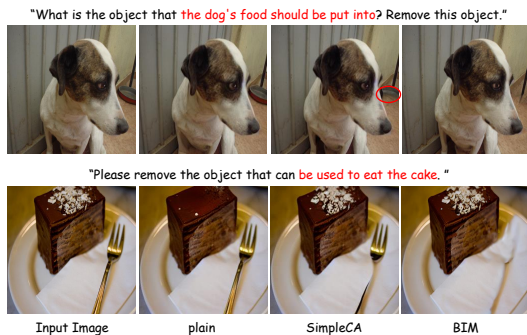 “What is the object that the dog's food should be put into? Remove this object.”
“Please remove the object that can be used to eat the cake. ”
Input Image plain SimpleCA BIM